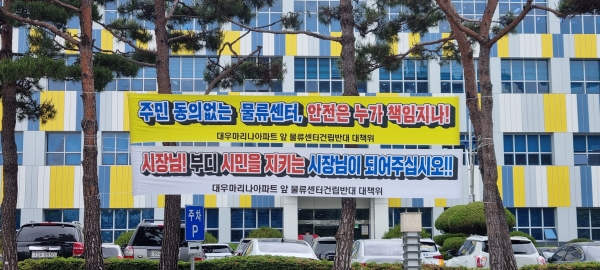 주민 동의없는 물류센터, 안전은 누가 책임지나!
대우마리나아파트 앞 물류센터건립반대 대책위
시장님! 부디 시민을 지키는 시장님이 되어주십시오!!
대우마리나아파트 앞 물류센터건립반대 대책위
주차
P